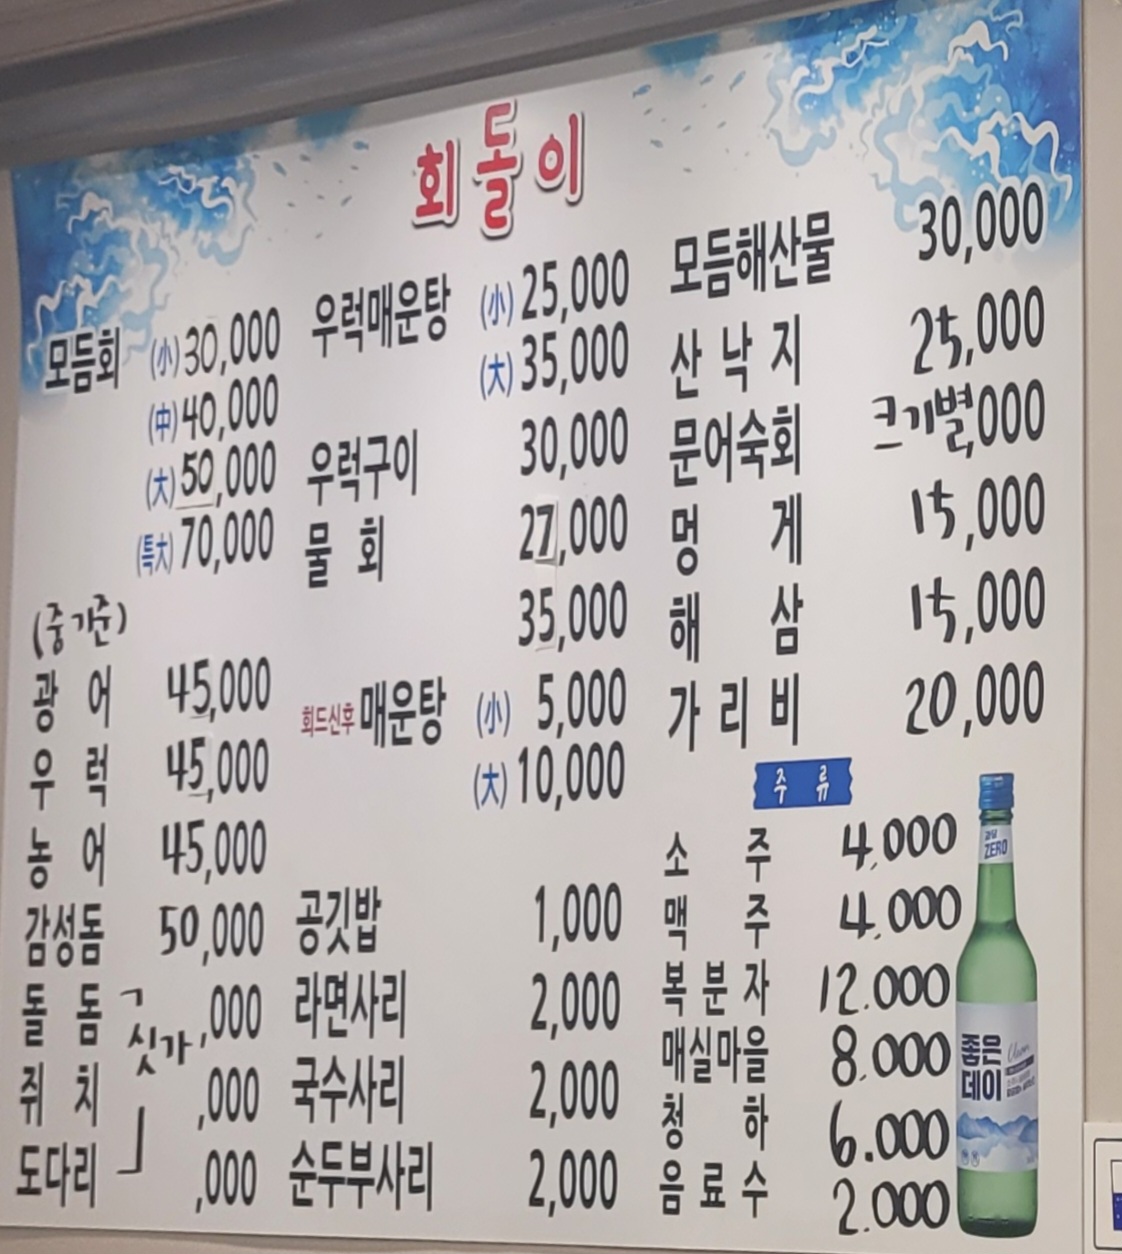 회돌이
모듬회 (小) 30,000
(中) 40,000
(大) 50,000
(특大) 70,000
(중 기준)
광 어 45,000
우 럭 45,000
농 어 45,000
감성돔 50,000
돌 돔 ㄱ ,000
싯가
쥐 치 ,000
도다리 ,000
우럭매운탕 (小) 25,000
(大) 35,000
우럭구이 30,000
물 회 27,000
35,000
회드신후 매운탕 (小) 5,000
(大) 10,000
공깃밥 1,000
라면사리 2,000
국수사리 2,000
순두부사리 2,000
모듬해산물 30,000
산 낙 지 25,000
문어숙회 크기별,000
멍 게 15,000
해 삼 15,000
가 리 비 20,000
주 류
소 주 4.000
맥 주 4.000
복 분 자 12.000
매실마을 8.000
청 하 6.000
음 료 수 2.000
ZERO
좋은
데이